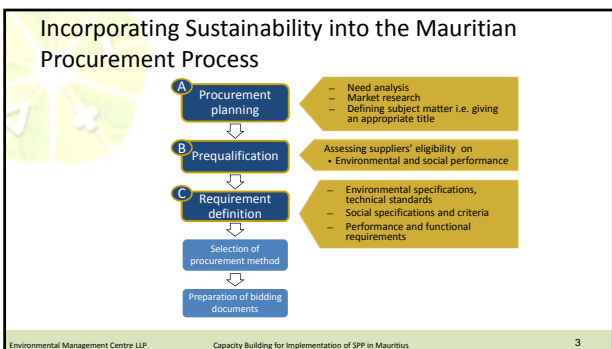 Incorporating Sustainability into the Mauritian
Procurement Process
A
Procurement
planning
– Need analysis
– Market research
– Defining subject matter i.e. giving
an appropriate title
B
Prequalification
Assessing suppliers' eligibility on
• Environmental and social performance
C
Requirement
definition
– Environmental specifications,
technical standards
– Social specifications and criteria
– Performance and functional
requirements
Selection of
procurement method
Preparation of bidding
documents
Environmental Management Centre LLP
Capacity Building for Implementation of SPP in Mauritius
3